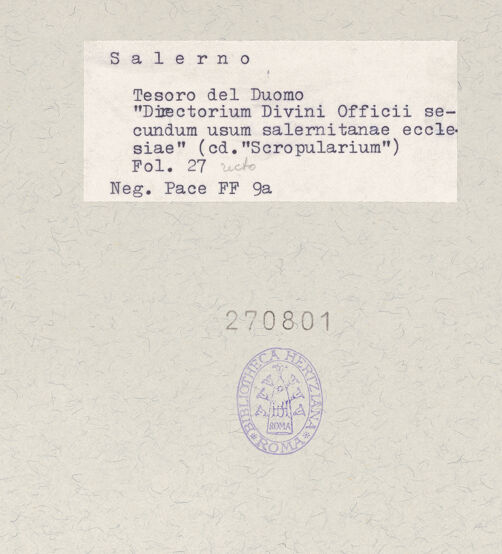 S a l e r n o
Tesoro del Duomo
"Directorium Divini Officii se-
cundum usum salernitanae eccle-
siae" (cd."Scropularium")
Fol. 27 recto
Neg. Pace FF 9a
270801
BIBLIOTHECA HERTZIANA
ROMA
*ROMA*